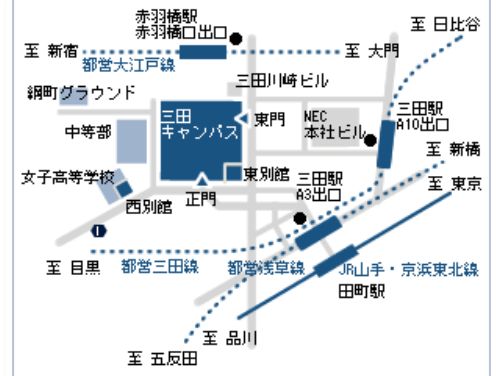 赤羽橋駅
赤羽橋口出口
至 日比谷
至 新宿
至 大門
都営大江戸線
三田川崎ビル
綱町グラウンド
三田
キャンパス
東門
NEC
本社ビル
三田駅
A10出口
中等部
至 新橋
女子高等学校
東別館
三田駅
A3出口
至 東京
西別館
正門
至 目黒
都営三田線
都営浅草線
JR山手・京浜東北線
田町駅
至 品川
至 五反田